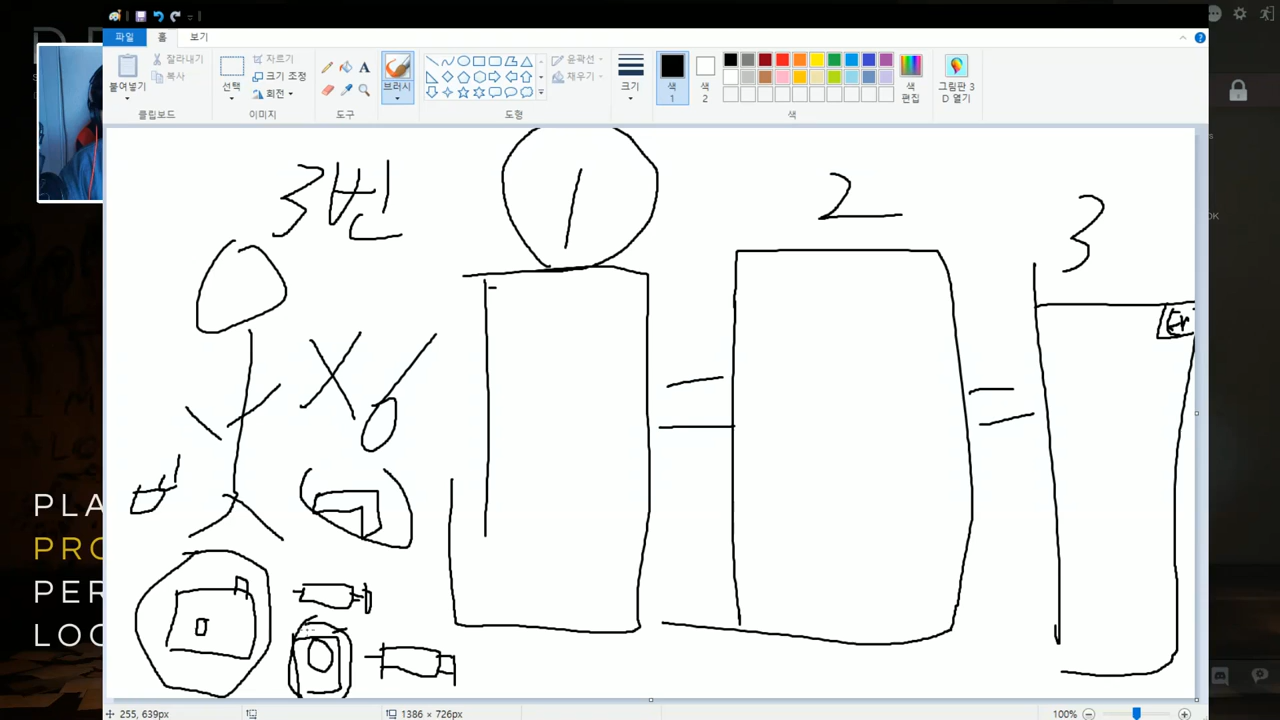 파일
홈
보기
붙여넣기
잘라내기
복사
클립보드
선택
자르기
크기 조정
회전
이미지
A
도구
브러시
도형
윤곽선
채우기
크기
색
1
색
2
색
편집
그림판 3
D 열기
색
3번
1
2
3
PLA
PRO
PER
LOC
OK
255, 639px
1386 × 726px
100%